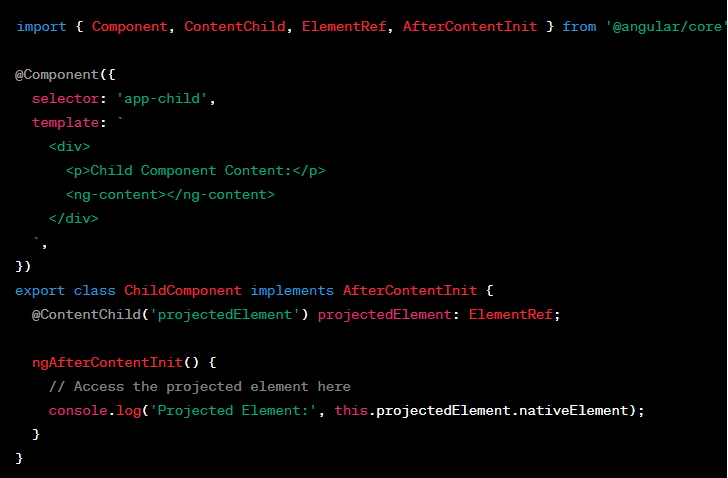 import { Component, ContentChild, ElementRef, AfterContentInit } from '@angular/core'
@Component({
  selector: 'app-child',
  template: `
    <div>
      <p>Child Component Content:</p>
      <ng-content></ng-content>
    </div>
  `,
})
export class ChildComponent implements AfterContentInit {
  @ContentChild('projectedElement') projectedElement: ElementRef;
  ngAfterContentInit() {
    // Access the projected element here
    console.log('Projected Element:', this.projectedElement.nativeElement);
  }
}